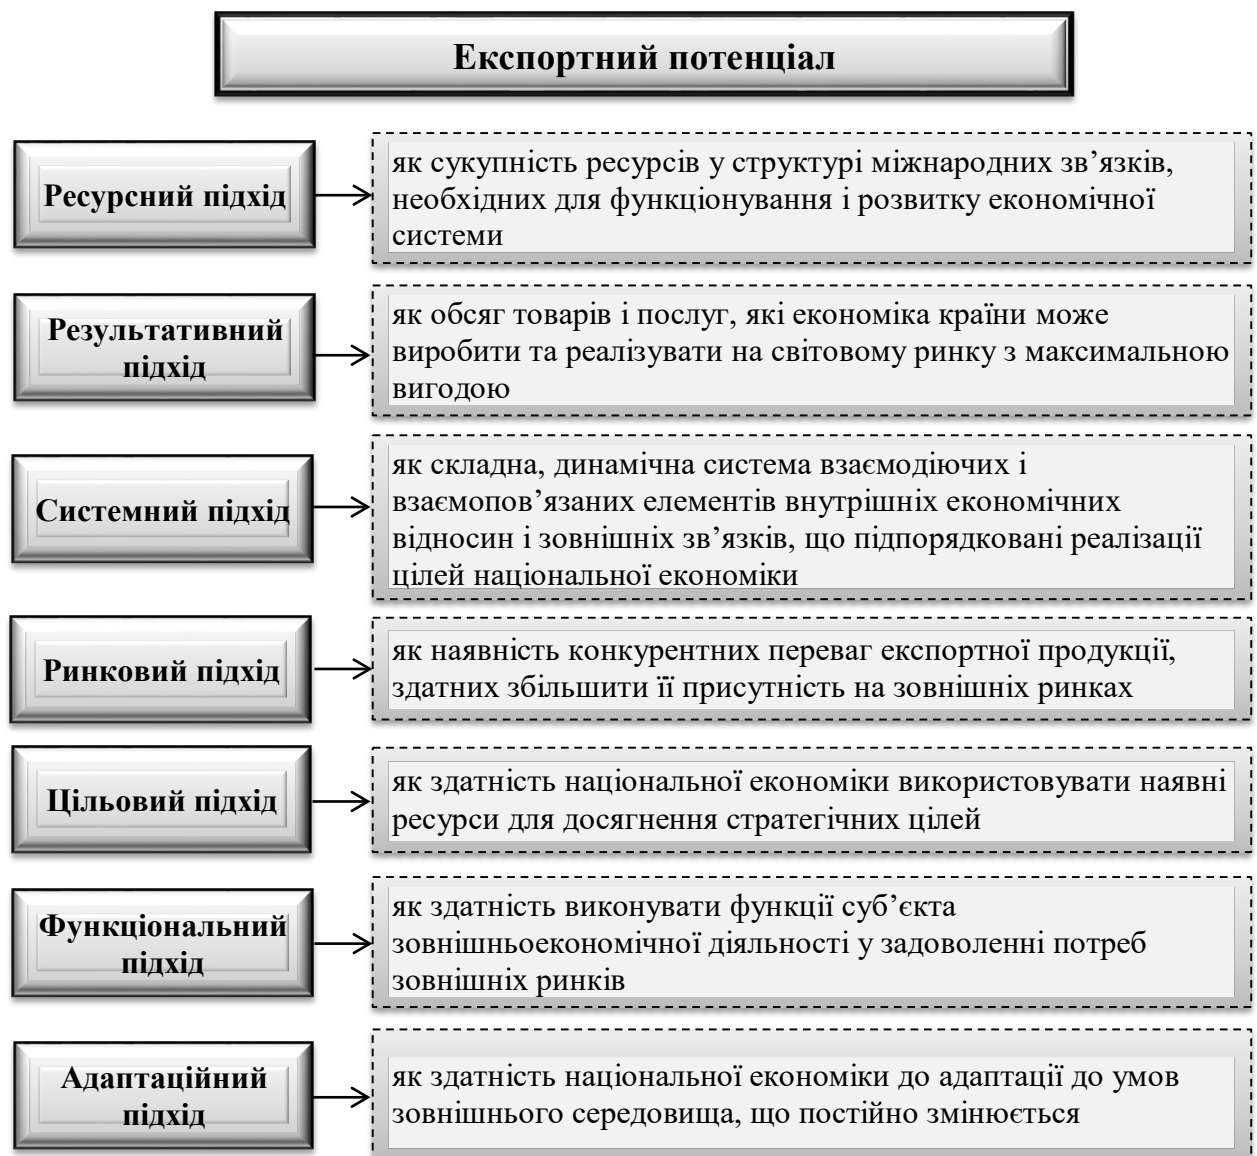 Експортний потенціал
Ресурсний підхід
як сукупність ресурсів у структурі міжнародних зв’язків,
необхідних для функціонування і розвитку економічної
системи
Результативний
підхід
як обсяг товарів і послуг, які економіка країни може
виробити та реалізувати на світовому ринку з максимальною
вигодою
Системний підхід
як складна, динамічна система взаємодіючих і
взаємопов’язаних елементів внутрішніх економічних
відносин і зовнішніх зв’язків, що підпорядковані реалізації
цілей національної економіки
Ринковий підхід
як наявність конкурентних переваг експортної продукції,
здатних збільшити її присутність на зовнішніх ринках
Цільовий підхід
як здатність національної економіки використовувати наявні
ресурси для досягнення стратегічних цілей
Функціональний
підхід
як здатність виконувати функції суб’єкта
зовнішньоекономічної діяльності у задоволенні потреб
зовнішніх ринків
Адаптаційний
підхід
як здатність національної економіки до адаптації до умов
зовнішнього середовища, що постійно змінюється